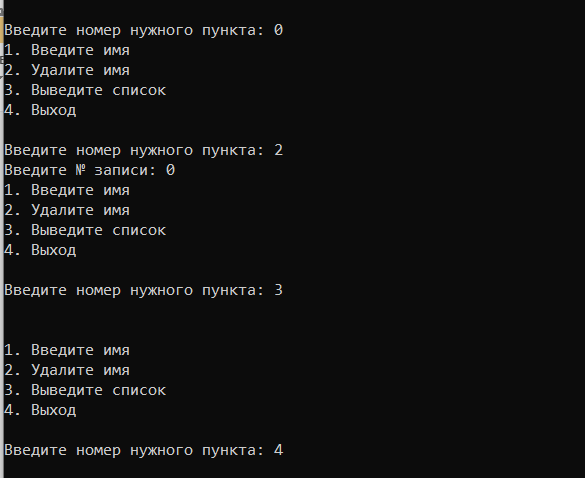 Введите номер нужного пункта: 0
1. Введите имя
2. Удалите имя
3. Выведите список
4. Выход
Введите номер нужного пункта: 2
Введите № записи: 0
1. Введите имя
2. Удалите имя
3. Выведите список
4. Выход
Введите номер нужного пункта: 3
1. Введите имя
2. Удалите имя
3. Выведите список
4. Выход
Введите номер нужного пункта: 4